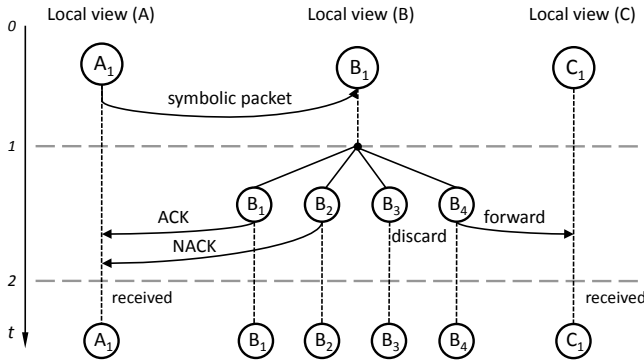 Local view (A) Local view (B) Local view (C)
0
A1 B1 C1
symbolic packet
1
B1 B2 B3 B4
ACK discard forward
NACK
2
received received
t
A1 B1 B2 B3 B4 C1